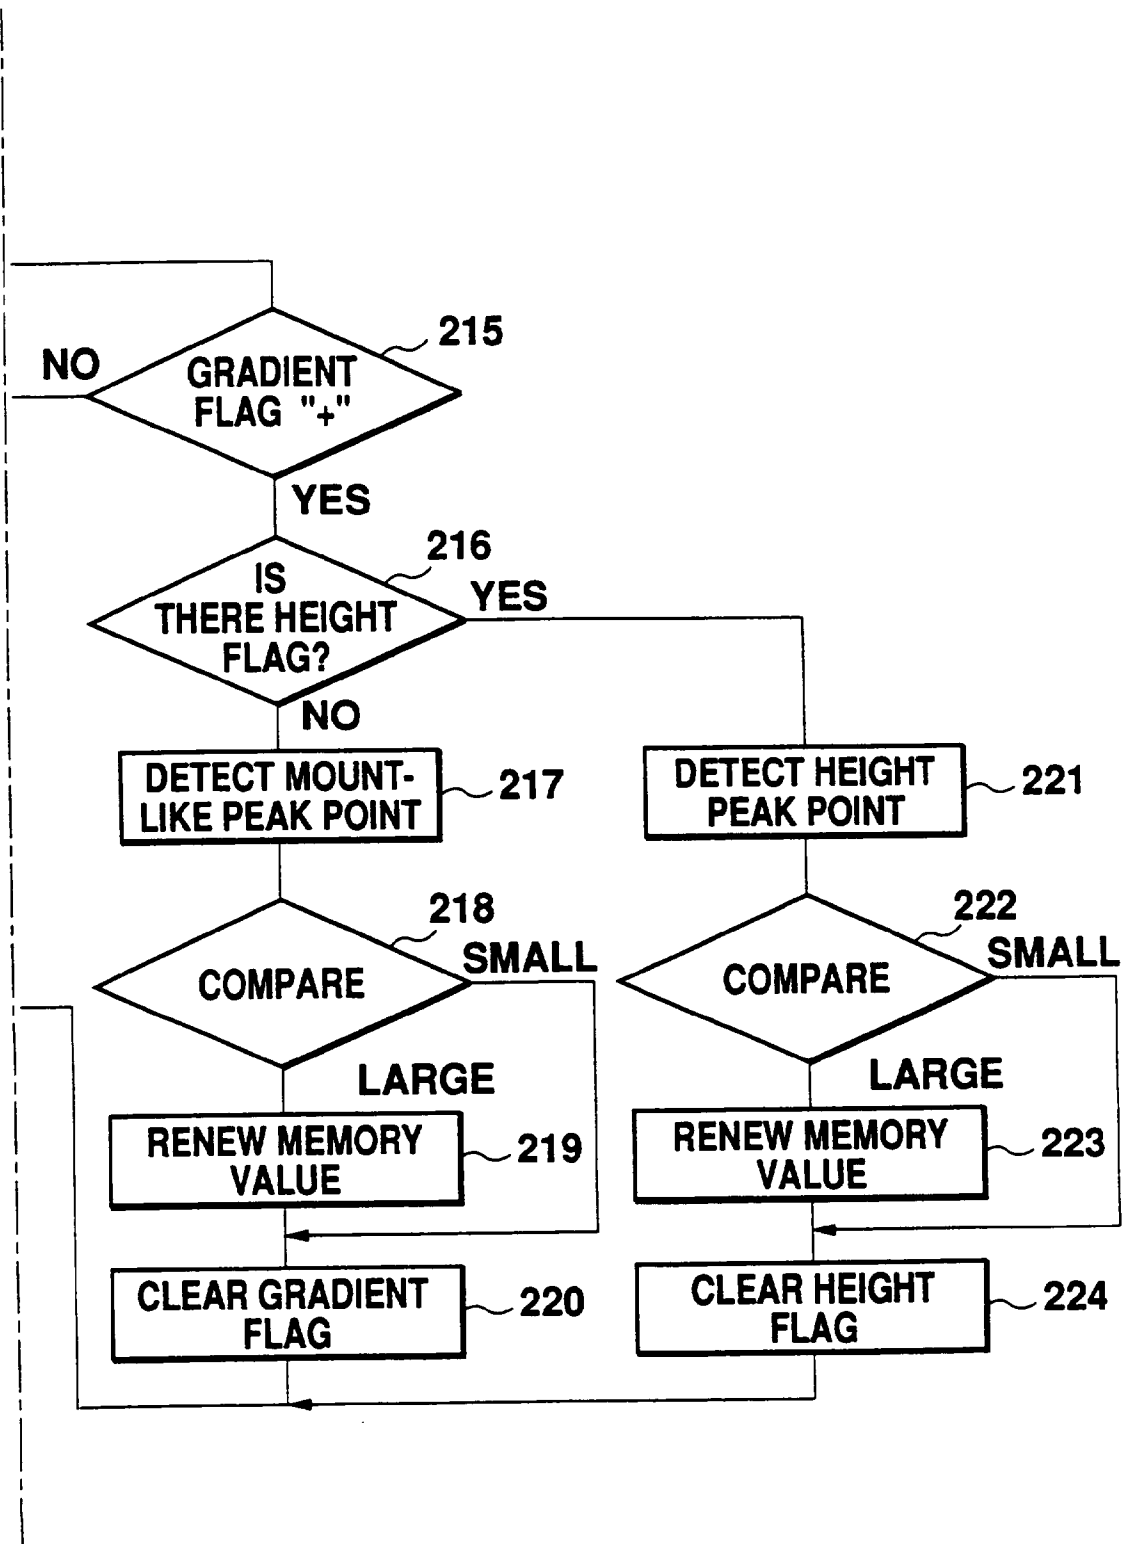 215
NO
GRADIENT
FLAG "+"
YES
216
IS
THERE HEIGHT
FLAG?
YES
NO
DETECT MOUNT-
LIKE PEAK POINT
217
DETECT HEIGHT
PEAK POINT
221
218
COMPARE
SMALL
LARGE
222
COMPARE
SMALL
LARGE
RENEW MEMORY
VALUE
219
RENEW MEMORY
VALUE
223
CLEAR GRADIENT
FLAG
220
CLEAR HEIGHT
FLAG
224